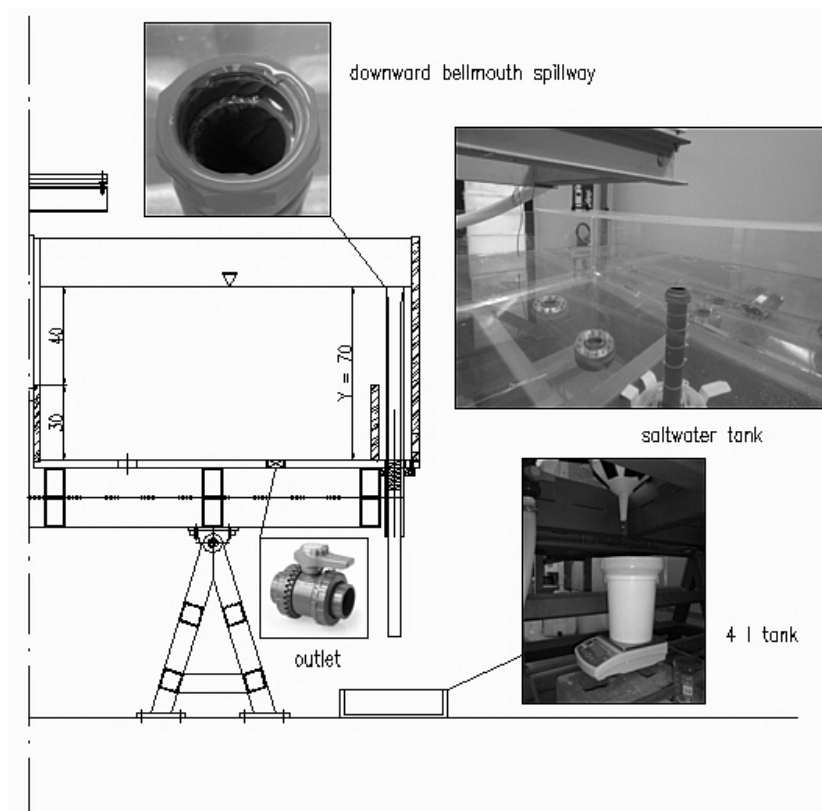 downward bellmouth spillway
saltwater tank
40
Y = 70
30
4 l tank
outlet